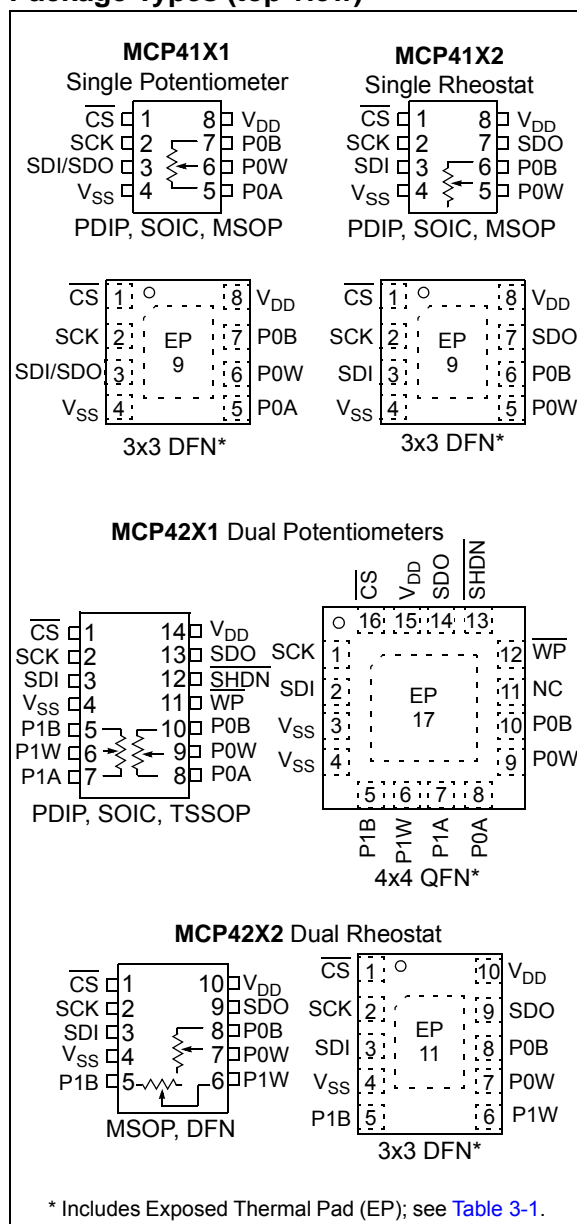 Package Types (top view)
MCP41X1
Single Potentiometer
CS 1 8 VDD
SCK 2 7 P0B
SDI/SDO 3 6 P0W
VSS 4 5 P0A
PDIP, SOIC, MSOP
MCP41X2
Single Rheostat
CS 1 8 VDD
SCK 2 7 SDO
SDI 3 6 P0B
VSS 4 5 P0W
PDIP, SOIC, MSOP
CS 1 8 VDD
SCK 2 EP 7 P0B
SDI/SDO 3 9 6 P0W
VSS 4 5 P0A
3x3 DFN*
CS 1 8 VDD
SCK 2 EP 7 SDO
SDI 3 9 6 P0B
VSS 4 5 P0W
3x3 DFN*
MCP42X1 Dual Potentiometers
CS 1 14 VDD
SCK 2 13 SDO
SDI 3 12 SHDN
VSS 4 11 WP
P1B 5 10 P0B
P1W 6 9 P0W
P1A 7 8 P0A
PDIP, SOIC, TSSOP
CS VDD SDO SHDN
16 15 14 13
SCK 1 12 WP
SDI 2 EP 11 NC
VSS 3 17 10 P0B
VSS 4 9 P0W
5 6 7 8
P1B P1W P1A P0A
4x4 QFN*
MCP42X2 Dual Rheostat
CS 1 10 VDD
SCK 2 9 SDO
SDI 3 8 P0B
VSS 4 7 P0W
P1B 5 6 P1W
MSOP, DFN
CS 1 10 VDD
SCK 2 EP 9 SDO
SDI 3 11 8 P0B
VSS 4 7 P0W
P1B 5 6 P1W
3x3 DFN*
* Includes Exposed Thermal Pad (EP); see Table 3-1.